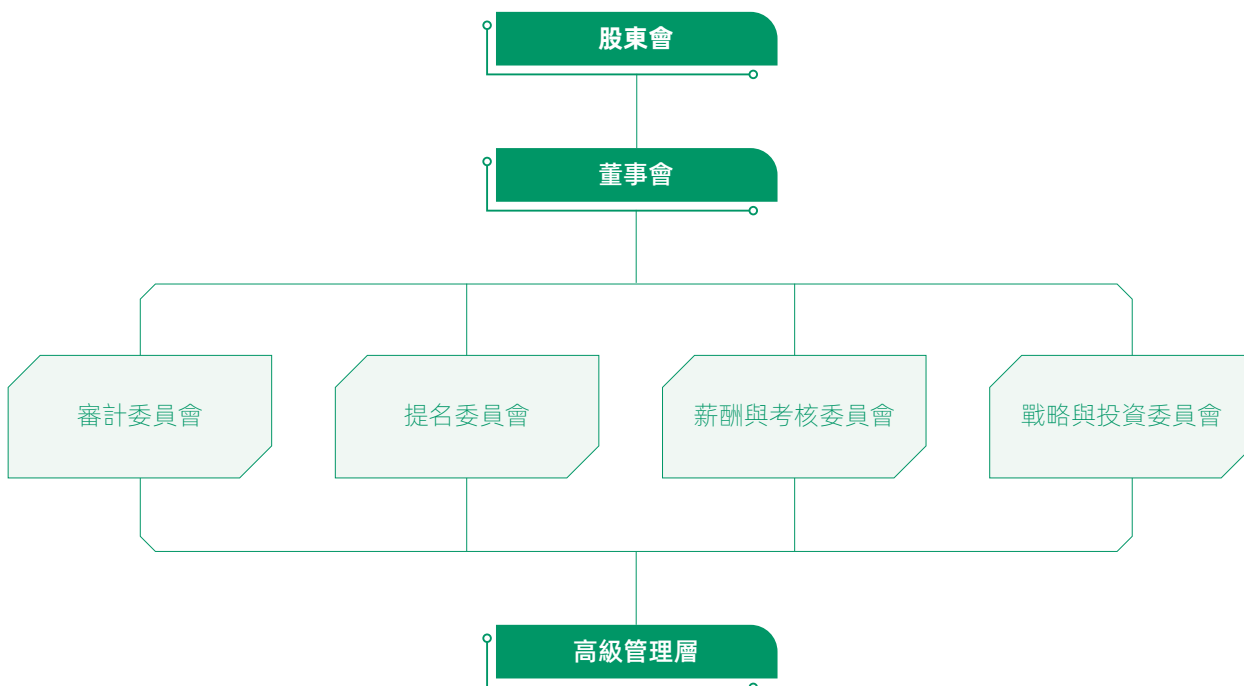 股東會
董事會
審計委員會
提名委員會
薪酬與考核委員會
戰略與投資委員會
高級管理層